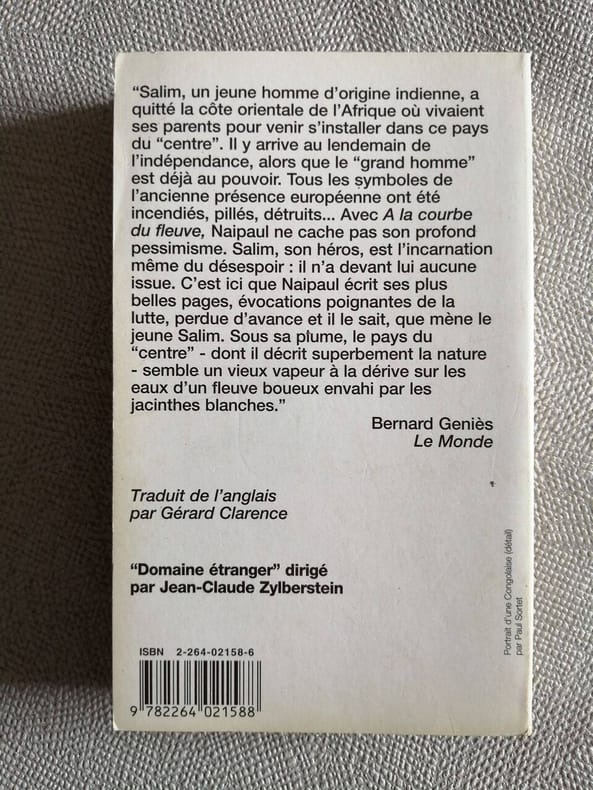 “Salim, un jeune homme d’origine indienne, a
quitté la côte orientale de l’Afrique où vivaient
ses parents pour venir s’installer dans ce pays
du “centre”. Il y arrive au lendemain de
l’indépendance, alors que le “grand homme”
est déjà au pouvoir. Tous les symboles de
l’ancienne présence européenne ont été
incendiés, pillés, détruits... Avec A la courbe
du fleuve, Naipaul ne cache pas son profond
pessimisme. Salim, son héros, est l’incarnation
même du désespoir : il n’a devant lui aucune
issue. C’est ici que Naipaul écrit ses plus
belles pages, évocations poignantes de la
lutte, perdue d’avance et il le sait, que mène le
jeune Salim. Sous sa plume, le pays du
“centre” - dont il décrit superbement la nature
- semble un vieux vapeur à la dérive sur les
eaux d’un fleuve boueux envahi par les
jacinthes blanches.”
Bernard Geniès
Le Monde
Traduit de l’anglais
par Gérard Clarence
“Domaine étranger” dirigé
par Jean-Claude Zylberstein
Portrait d’une Congolaise (détail)
par Paul Sortet
ISBN 2-264-02158-6
9 782264 021588